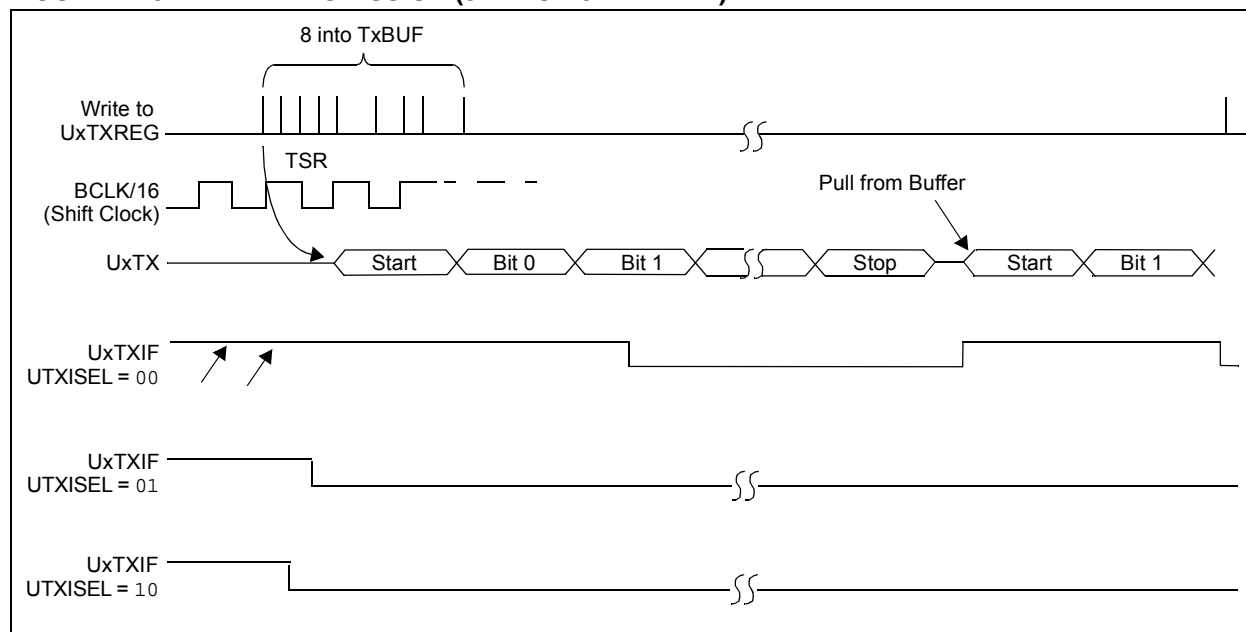 8 into TxBUF
Write to
UxTXREG
TSR
BCLK/16
(Shift Clock)
Pull from Buffer
UxTX
Start
Bit 0
Bit 1
Stop
Start
Bit 1
UxTXIF
UTXISEL = 00
UxTXIF
UTXISEL = 01
UxTXIF
UTXISEL = 10